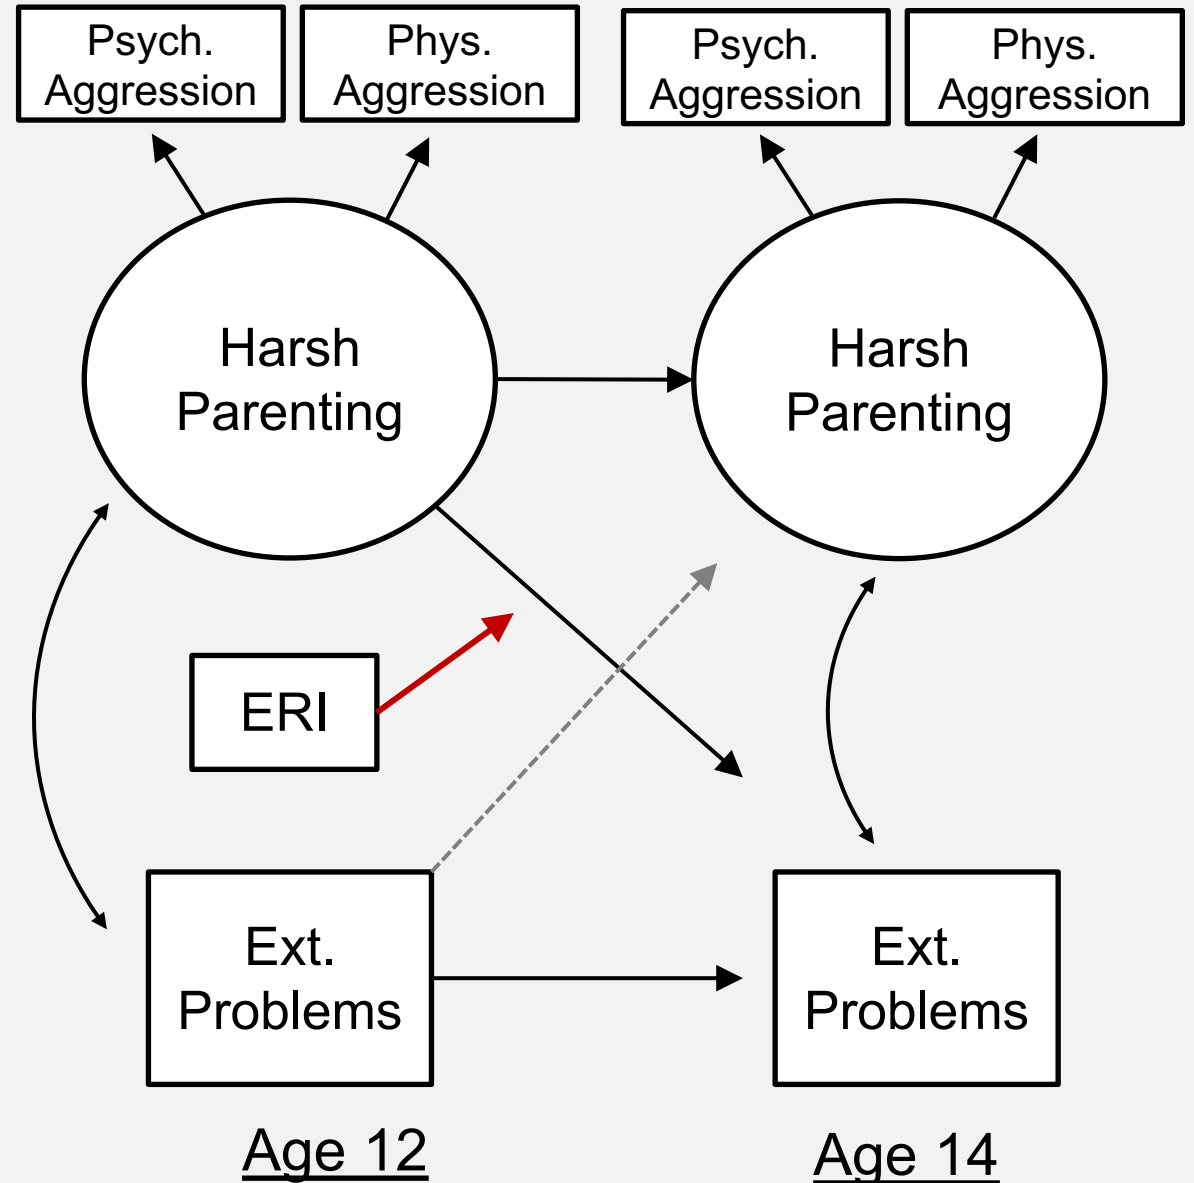 Psych.
Aggression
Phys.
Aggression
Psych.
Aggression
Phys.
Aggression
Harsh
Parenting
Harsh
Parenting
ERI
Ext.
Problems
Ext.
Problems
Age 12
Age 14